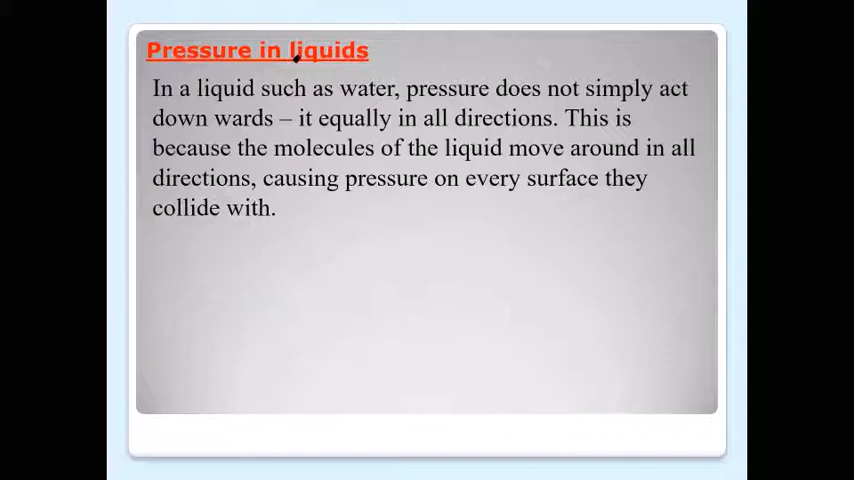 Pressure in liquids
In a liquid such as water, pressure does not simply act
down wards – it equally in all directions. This is
because the molecules of the liquid move around in all
directions, causing pressure on every surface they
collide with.